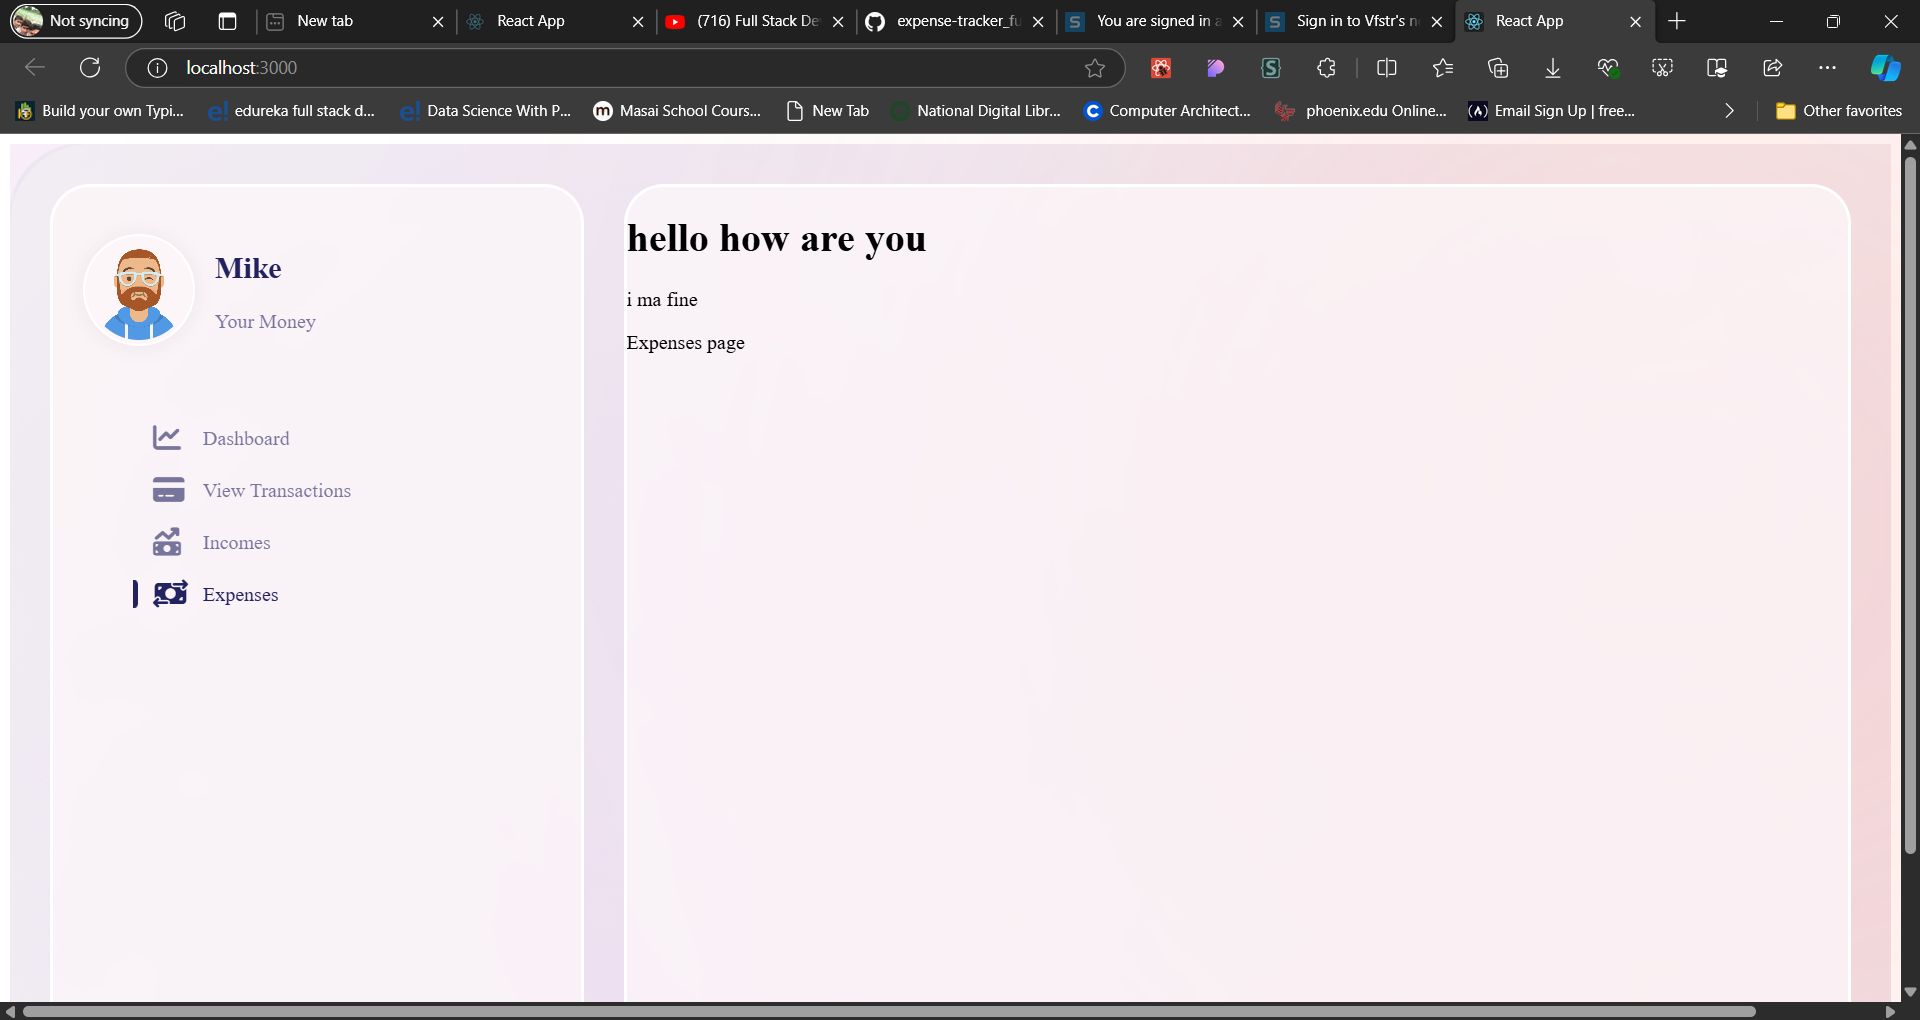 Not syncing
New tab
React App
(716) Full Stack De
expense-tracker_fu
You are signed in a
Sign in to Vfstr's n
React App
localhost:3000
Build your own Typi...
edureka full stack d...
Data Science With P...
Masai School Cours...
New Tab
National Digital Libr...
Computer Architect...
phoenix.edu Online...
Email Sign Up | free...
Other favorites
Mike
Your Money
Dashboard
View Transactions
Incomes
Expenses
hello how are you
i ma fine
Expenses page